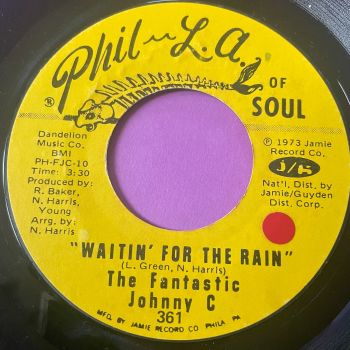 Phil-L.A.
OF
SOUL
®
Dandelion
Music Co.
BMI
PH-FJC-10
Time: 3:30
Produced by:
R. Baker,
N. Harris,
Young
Arrg. by:
N. Harris
℗ 1973 Jamie
Record Co.
J/G
Nat'l. Dist. by
Jamie/Guyden
Dist. Corp.
"WAITIN' FOR THE RAIN"
(L. Green, N. Harris)
The Fantastic
Johnny C
361
MFD. BY JAMIE RECORD CO PHILA PA